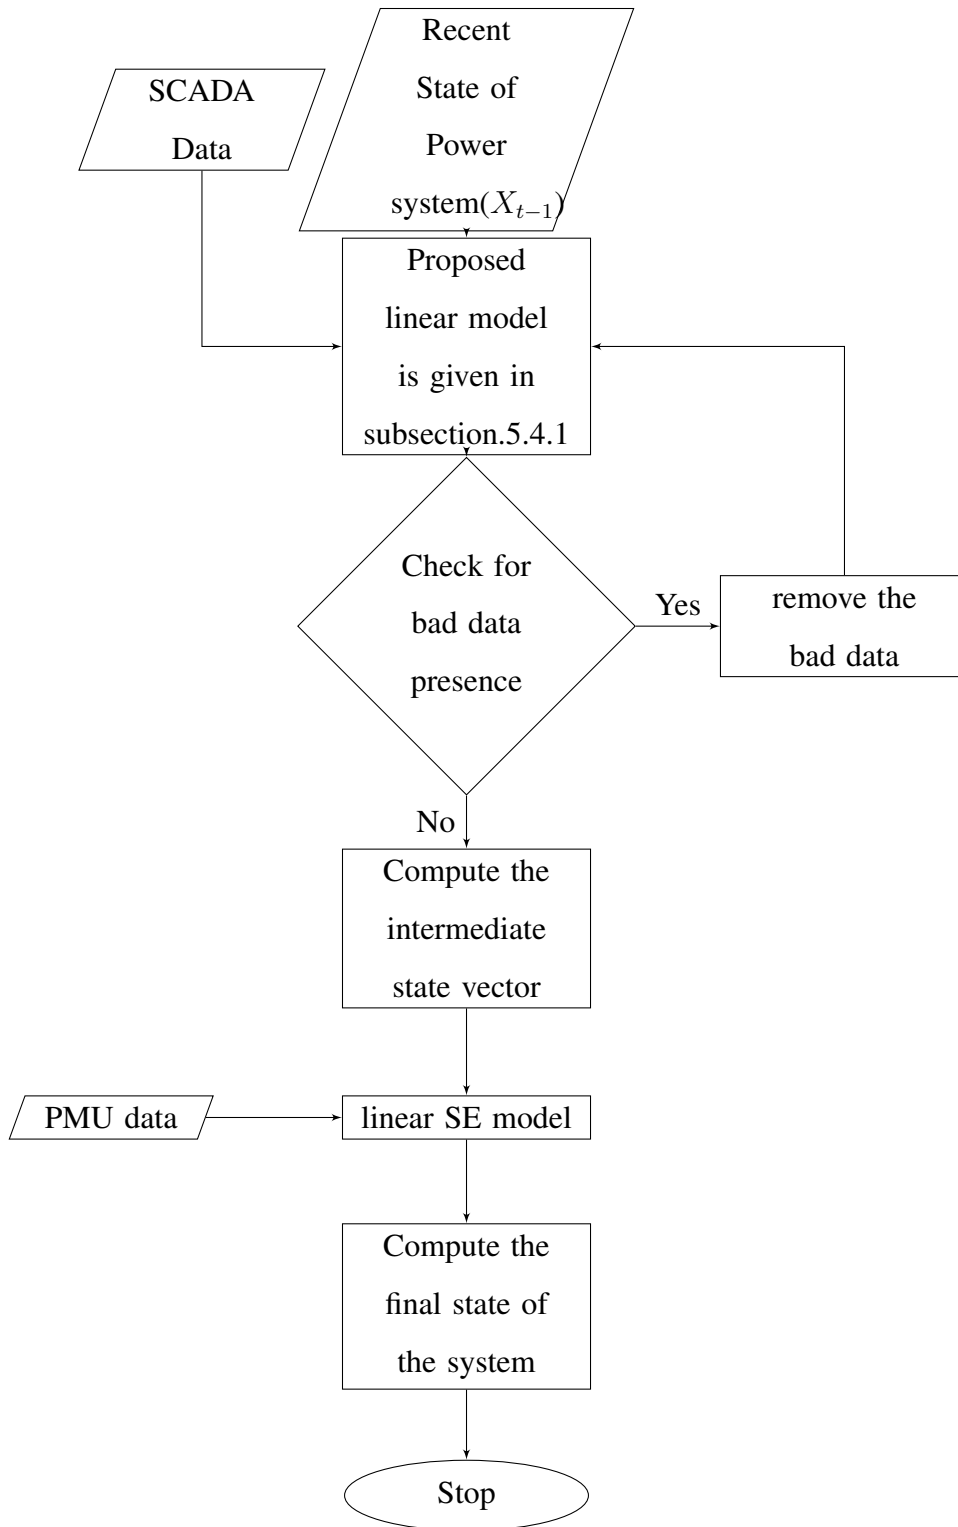 Recent
State of
Power
system(X_{t−1})
SCADA
Data
Proposed
linear model
is given in
subsection.5.4.1
Check for
bad data
presence
Yes
remove the
bad data
No
Compute the
intermediate
state vector
PMU data
linear SE model
Compute the
final state of
the system
Stop